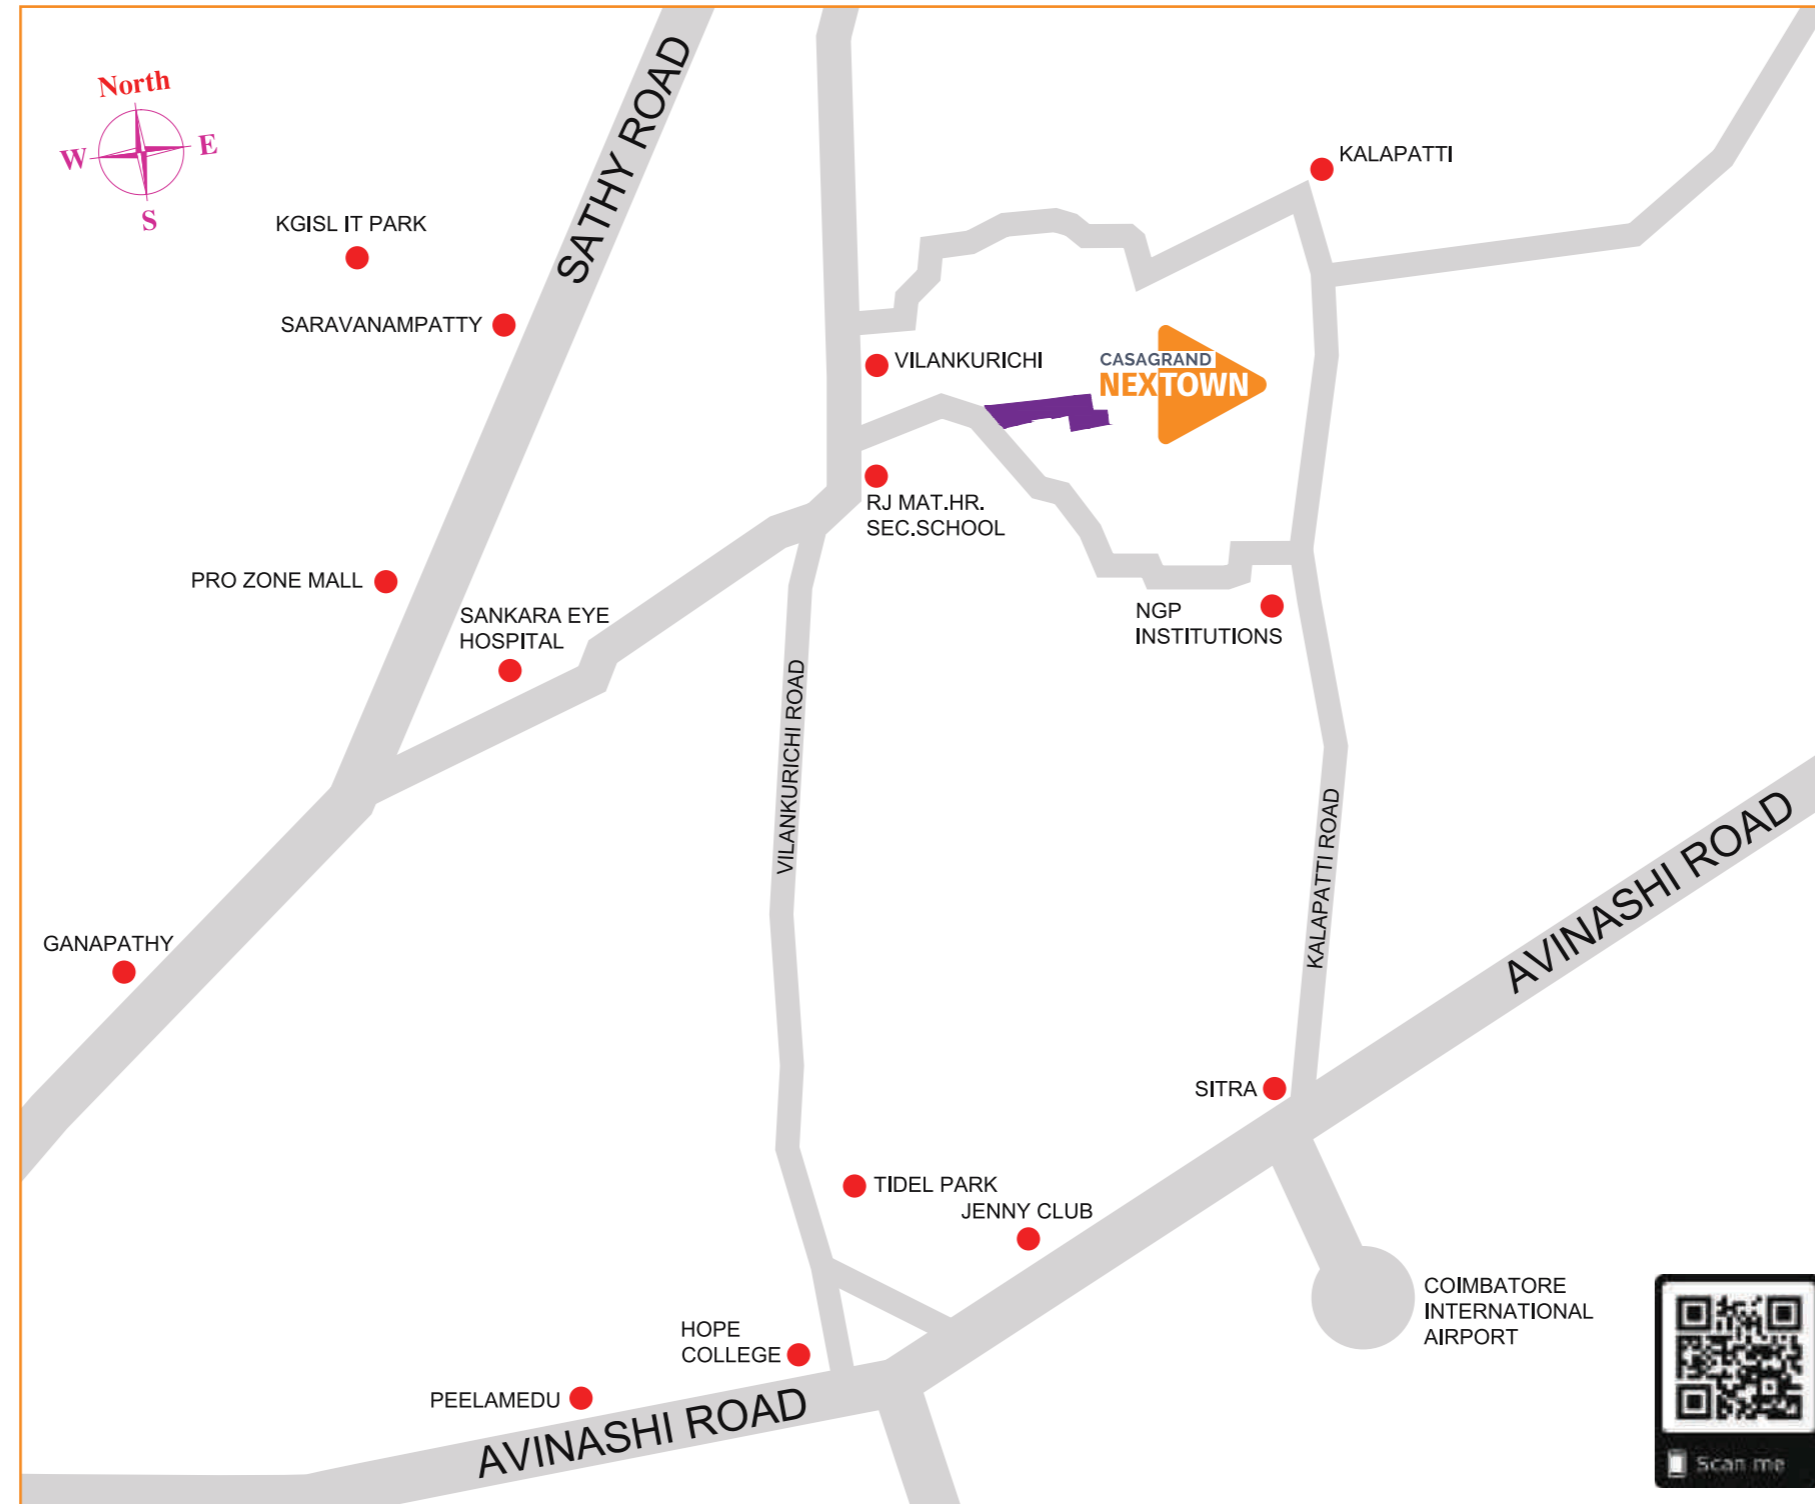 North
W
E
S
SATHY ROAD
KALAPATTI
KGISL IT PARK
SARAVANAMPATTY
VILANKURICHI
CASAGRAND
NEXTOWN
RJ MAT.HR.
SEC.SCHOOL
PRO ZONE MALL
SANKARA EYE
HOSPITAL
NGP
INSTITUTIONS
VILANKURICHI ROAD
KALAPATTI ROAD
AVINASHI ROAD
GANAPATHY
SITRA
TIDEL PARK
JENNY CLUB
COIMBATORE
INTERNATIONAL
AIRPORT
HOPE
COLLEGE
PEELAMEDU
AVINASHI ROAD
Scan me